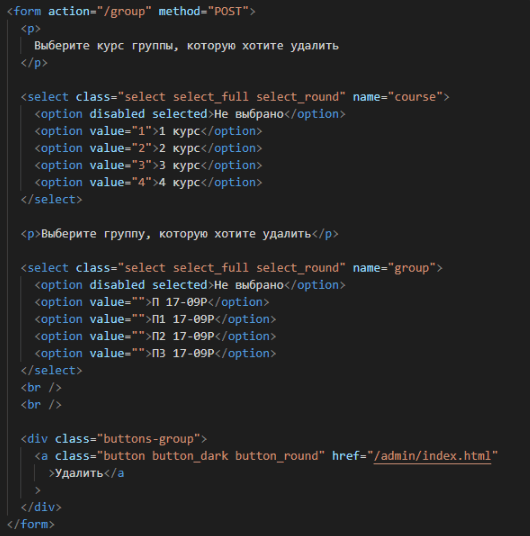 <form action="/group" method="POST">
<p>
Выберите курс группы, которую хотите удалить
</p>
<select class="select select_full select_round" name="course">
<option disabled selected>Не выбрано</option>
<option value="1">1 курс</option>
<option value="2">2 курс</option>
<option value="3">3 курс</option>
<option value="4">4 курс</option>
</select>
<p>Выберите группу, которую хотите удалить</p>
<select class="select select_full select_round" name="group">
<option disabled selected>Не выбрано</option>
<option value="">П 17-09Р</option>
<option value="">П1 17-09Р</option>
<option value="">П2 17-09Р</option>
<option value="">П3 17-09Р</option>
</select>
<br />
<br />
<div class="buttons-group">
<a class="button button_dark button_round" href="/admin/index.html"
>Удалить</a
>
</div>
</form>